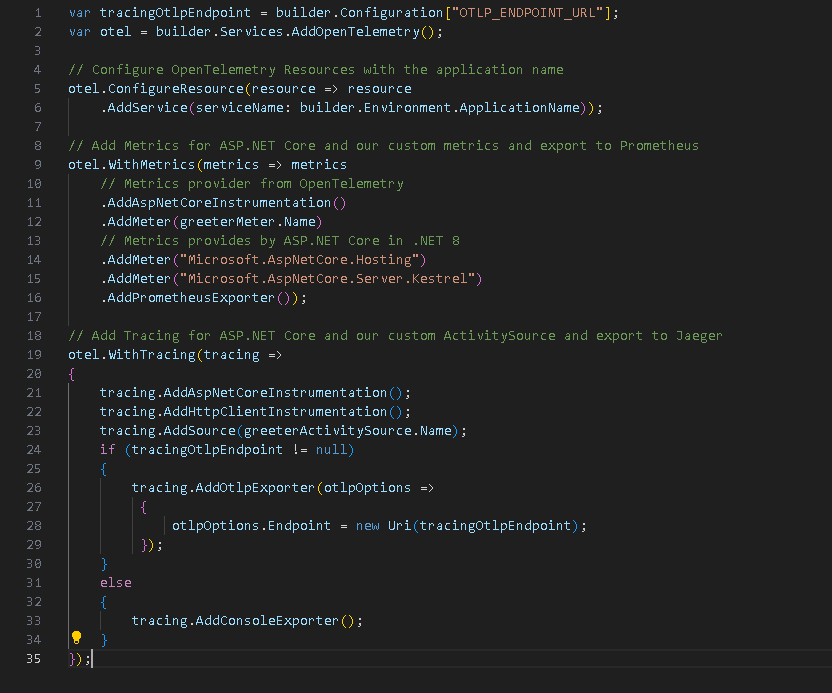 1 var tracingOtlpEndpoint = builder.Configuration["OTLP_ENDPOINT_URL"];
2 var otel = builder.Services.AddOpenTelemetry();
3
4 // Configure OpenTelemetry Resources with the application name
5 otel.ConfigureResource(resource => resource
6     .AddService(serviceName: builder.Environment.ApplicationName));
7
8 // Add Metrics for ASP.NET Core and our custom metrics and export to Prometheus
9 otel.WithMetrics(metrics => metrics
10     // Metrics provider from OpenTelemetry
11     .AddAspNetCoreInstrumentation()
12     .AddMeter(greeterMeter.Name)
13     // Metrics provides by ASP.NET Core in .NET 8
14     .AddMeter("Microsoft.AspNetCore.Hosting")
15     .AddMeter("Microsoft.AspNetCore.Server.Kestrel")
16     .AddPrometheusExporter());
17
18 // Add Tracing for ASP.NET Core and our custom ActivitySource and export to Jaeger
19 otel.WithTracing(tracing =>
20 {
21     tracing.AddAspNetCoreInstrumentation();
22     tracing.AddHttpClientInstrumentation();
23     tracing.AddSource(greeterActivitySource.Name);
24     if (tracingOtlpEndpoint != null)
25     {
26         tracing.AddOtlpExporter(otlpOptions =>
27          {
28              otlpOptions.Endpoint = new Uri(tracingOtlpEndpoint);
29          });
30     }
31     else
32     {
33         tracing.AddConsoleExporter();
34     }
35 });